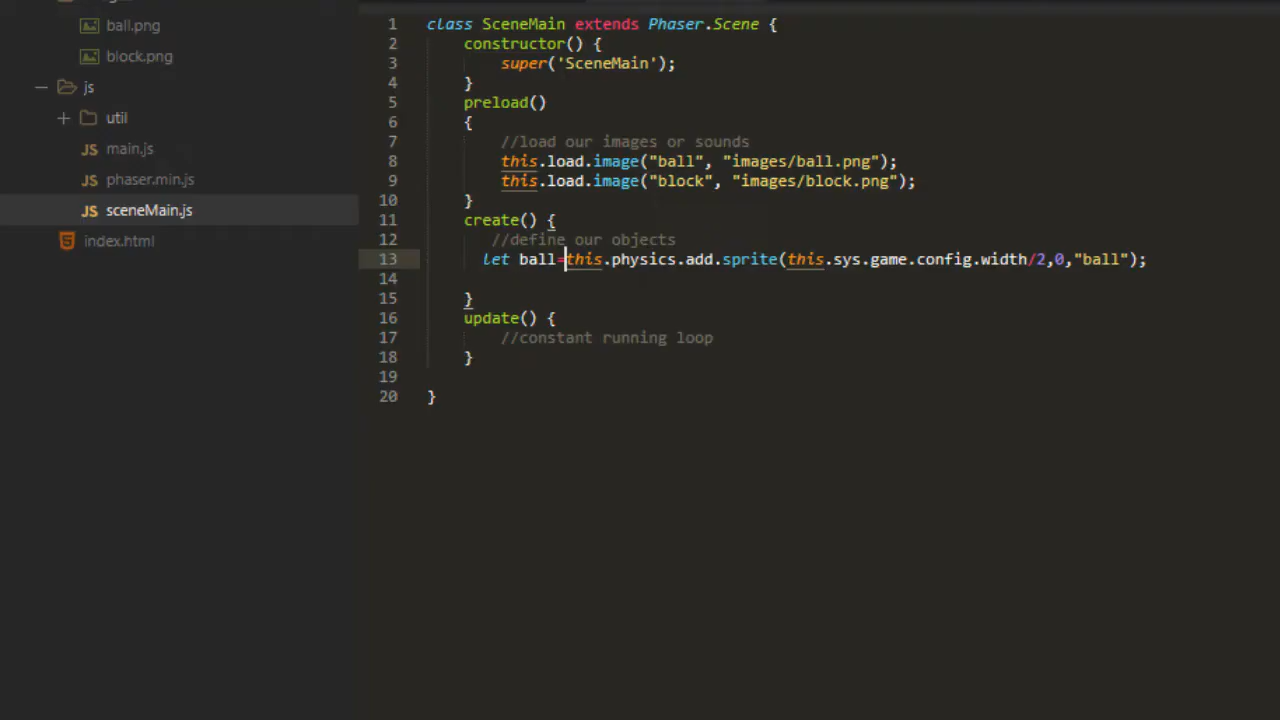 ball.png
block.png
js
util
main.js
phaser.min.js
sceneMain.js
index.html
1 class SceneMain extends Phaser.Scene {
2 constructor() {
3 super('SceneMain');
4 }
5 preload()
6 {
7 //load our images or sounds
8 this.load.image("ball", "images/ball.png");
9 this.load.image("block", "images/block.png");
10 }
11 create() {
12 //define our objects
13 let ball=this.physics.add.sprite(this.sys.game.config.width/2,0,"ball");
14
15 }
16 update() {
17 //constant running loop
18 }
19
20 }